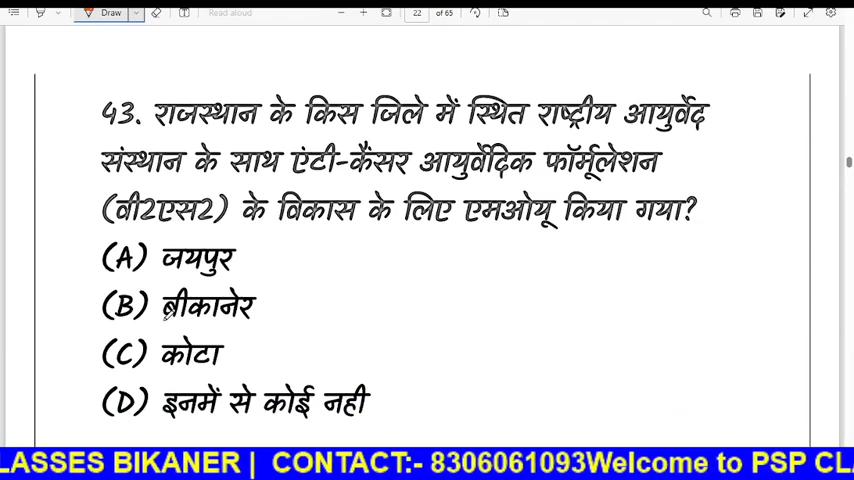 Draw
Read aloud
22 of 65
43. राजस्थान के किस जिले में स्थित राष्ट्रीय आयुर्वेद
संस्थान के साथ एंटी-कैंसर आयुर्वेदिक फॉर्मूलेशन
(वी2एस2) के विकास के लिए एमओयू किया गया?
(A) जयपुर
(B) बीकानेर
(C) कोटा
(D) इनमें से कोई नही
LASSES BIKANER | CONTACT:- 8306061093Welcome to PSP CLA